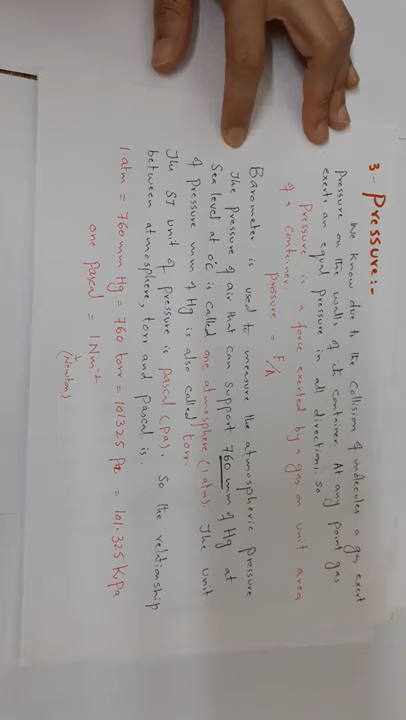 3- Pressure:-
We know due to the Collision of molecules a gas exert
pressure on the walls of its container. At any point gas
exerts an equal pressure in all directions. So
Pressure is a force exerted by a gas on unit area
of a container.
pressure = F/A
Barometer is used to measure the atmospheric pressure
The pressure of air that can support 760 mm of Hg at
Sea level at 0°C is called one atmosphere (1 atm). The unit
of pressure mm of Hg is also called torr.
The SI unit of pressure is pascal (Pa). So the relationship
between atmosphere, torr and pascal is.
1 atm = 760 mm Hg = 760 torr = 101325 Pa = 101.325 KPa
one pascal = 1 Nm⁻²
(Newton)